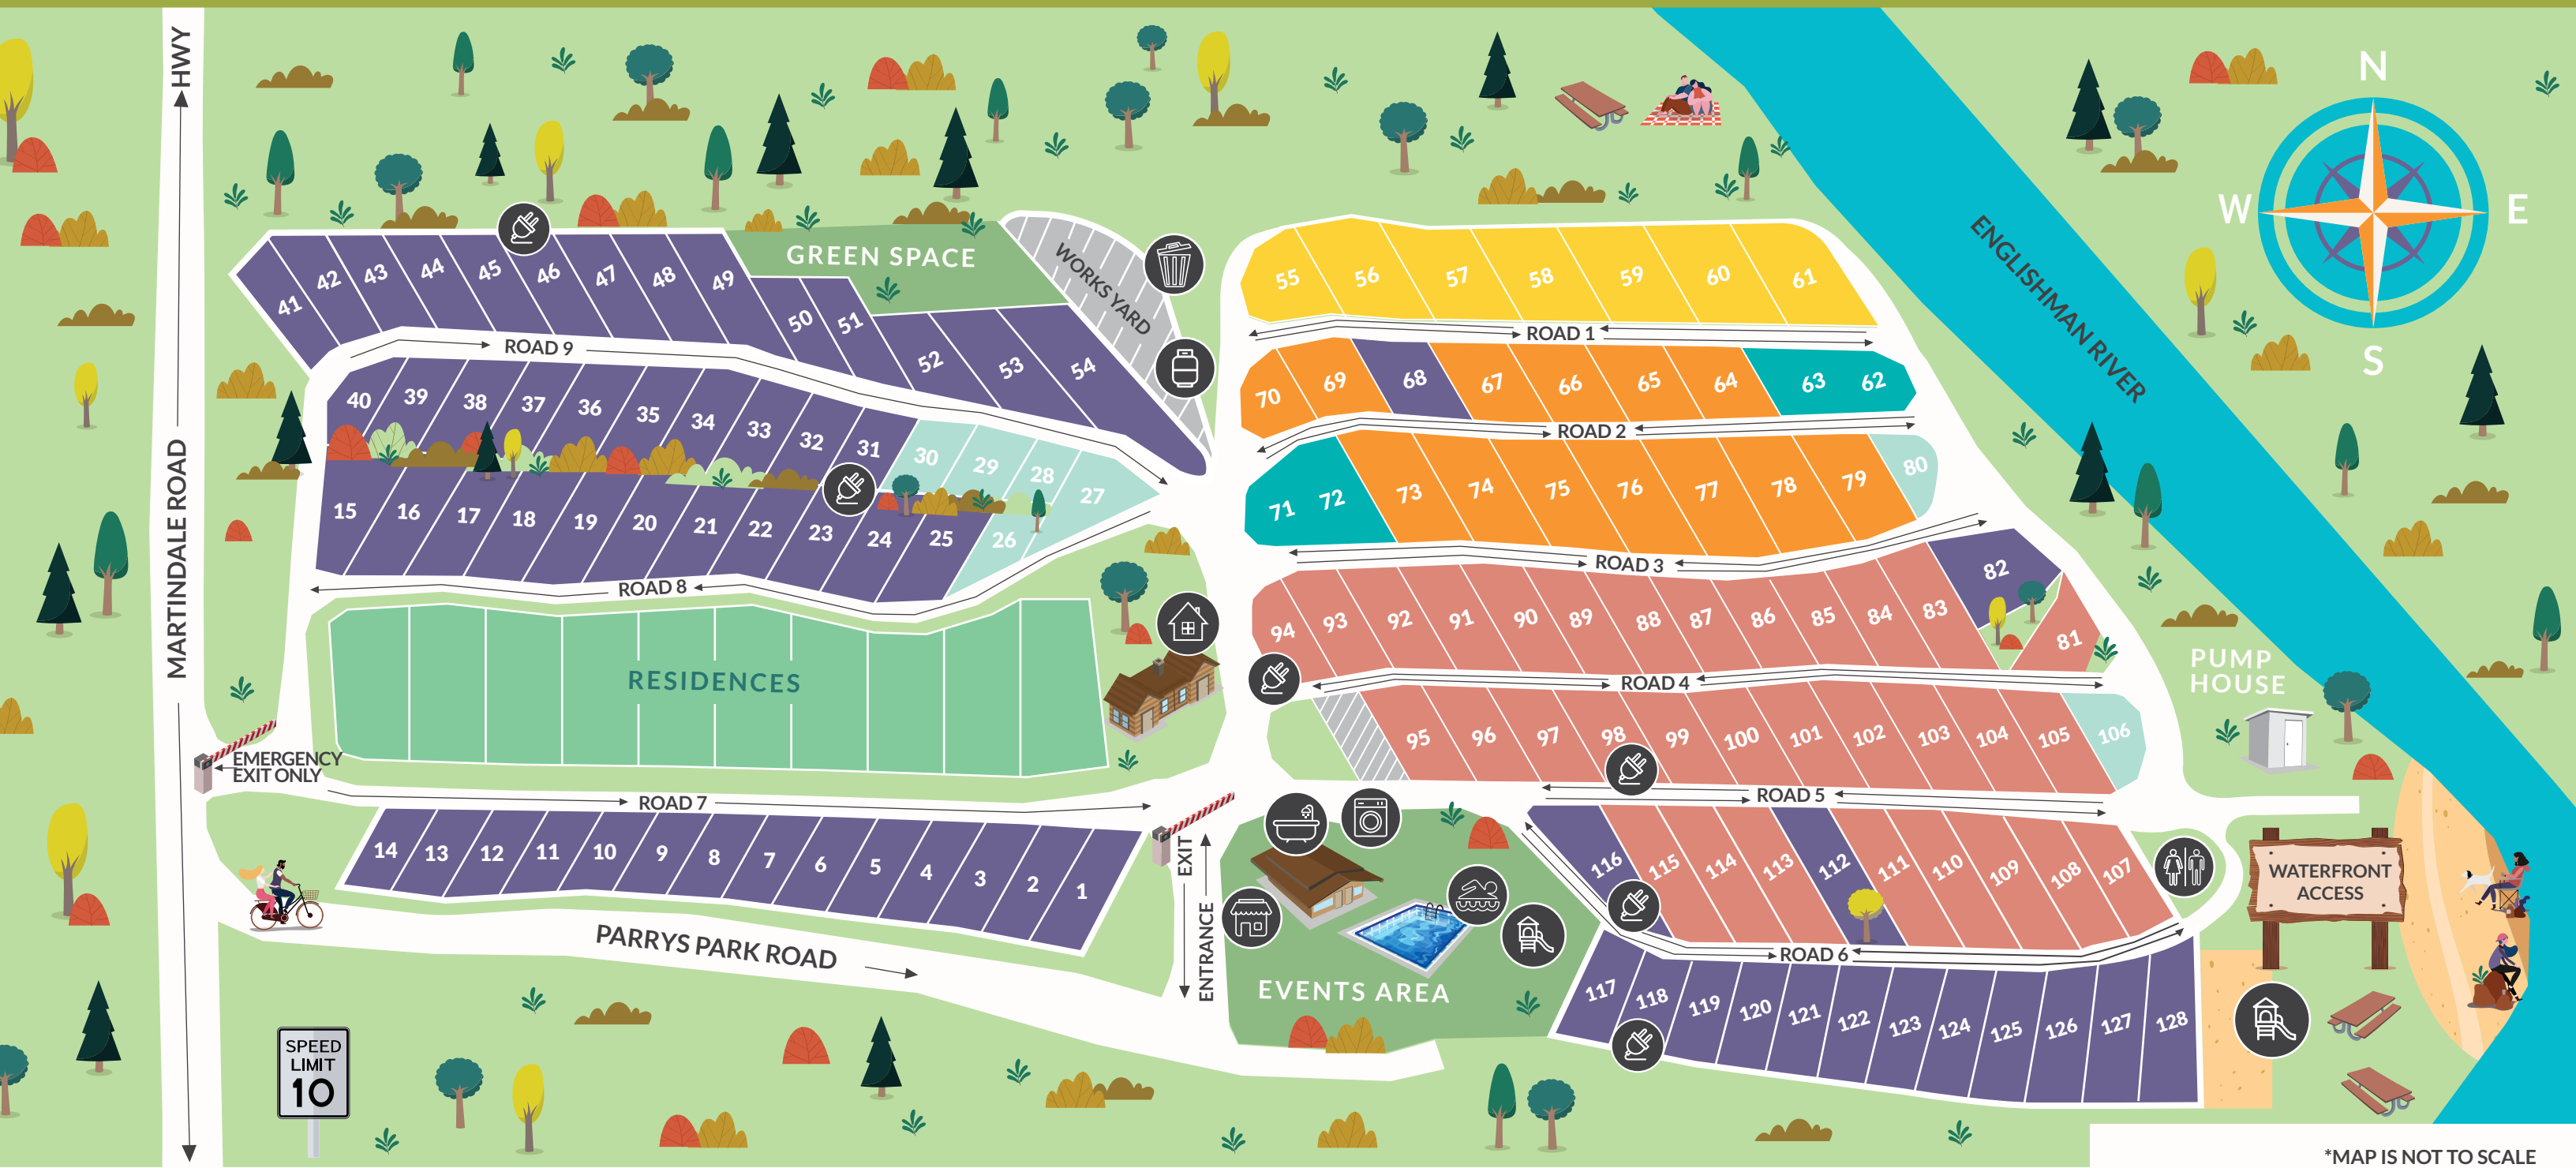 HWY
MARTINDALE ROAD
N
W
E
S
ENGLISHMAN RIVER
GREEN SPACE
WORKS YARD
41 42 43 44 45 46 47 48 49 50 51 52 53 54
ROAD 9
40 39 38 37 36 35 34 33 32 31 30 29 28 27
15 16 17 18 19 20 21 22 23 24 25 26
ROAD 8
RESIDENCES
EMERGENCY
EXIT ONLY
ROAD 7
14 13 12 11 10 9 8 7 6 5 4 3 2 1
PARRYS PARK ROAD
EXIT
ENTRANCE
SPEED
LIMIT
10
55 56 57 58 59 60 61
ROAD 1
70 69 68 67 66 65 64 63 62
ROAD 2
71 72 73 74 75 76 77 78 79 80
ROAD 3
94 93 92 91 90 89 88 87 86 85 84 83 82 81
ROAD 4
95 96 97 98 99 100 101 102 103 104 105 106
ROAD 5
116 115 114 113 112 111 110 109 108 107
ROAD 6
117 118 119 120 121 122 123 124 125 126 127 128
EVENTS AREA
PUMP
HOUSE
WATERFRONT
ACCESS
*MAP IS NOT TO SCALE